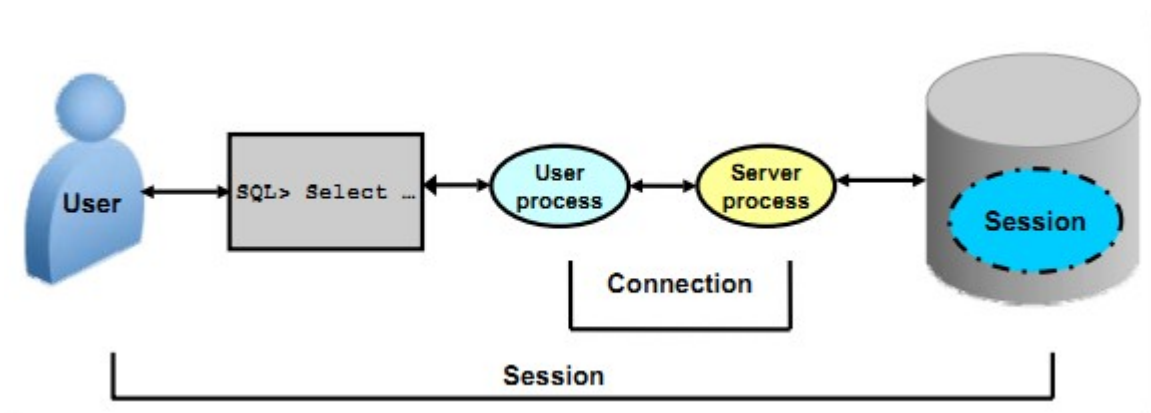 User
SQL> Select …
User
process
Server
process
Session
Connection
Session